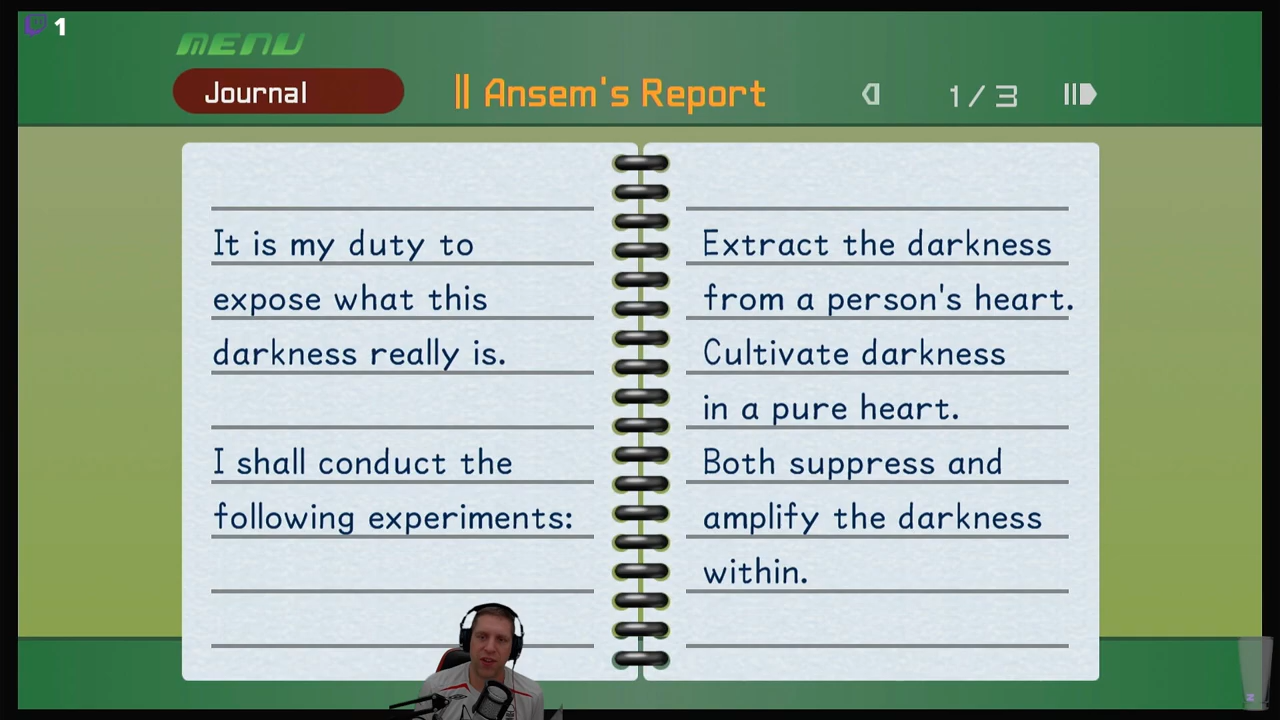 1
MENU
Journal
Ansem's Report
1/3
It is my duty to
expose what this
darkness really is.
I shall conduct the
following experiments:
Extract the darkness
from a person's heart.
Cultivate darkness
in a pure heart.
Both suppress and
amplify the darkness
within.